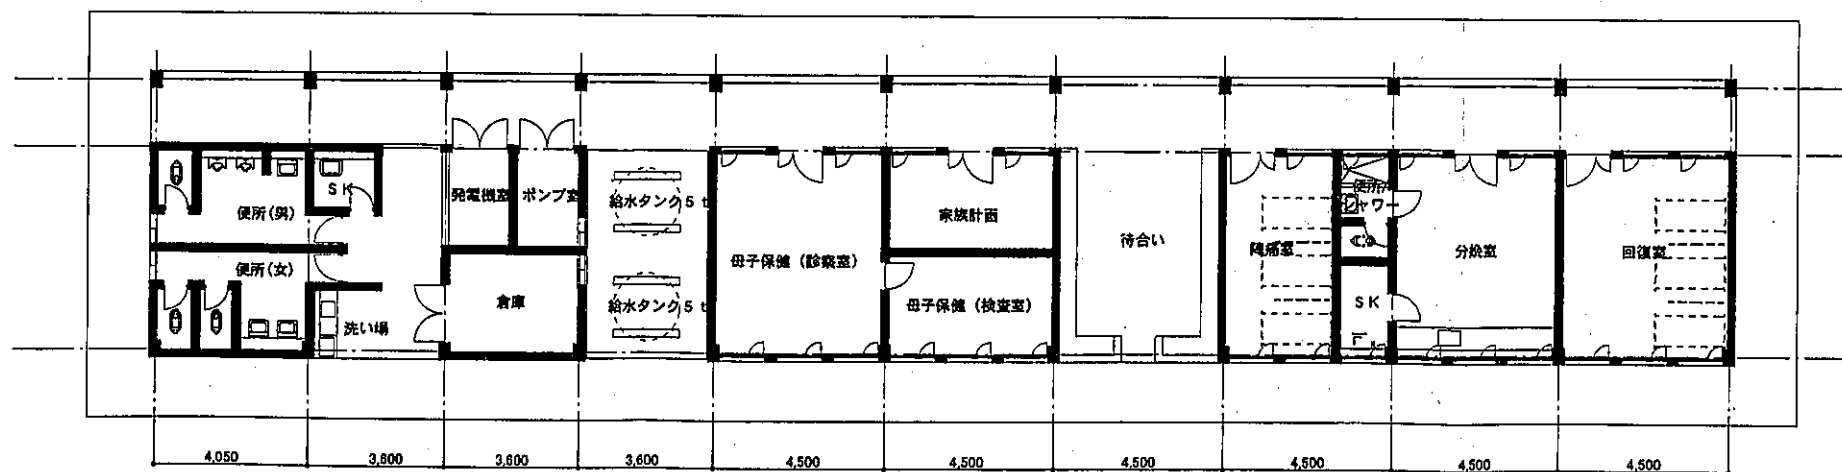 便所(男)
SK
発電機室
ポンプ室
給水タンク5t
便所(女)
洗い場
倉庫
給水タンク5t
母子保健(診察室)
家族計画
母子保健(検査室)
待合い
陣痛室
便所/
シャワー
SK
分娩室
回復室
4,050
3,600
3,600
3,600
4,500
4,500
4,500
4,500
4,500
4,500